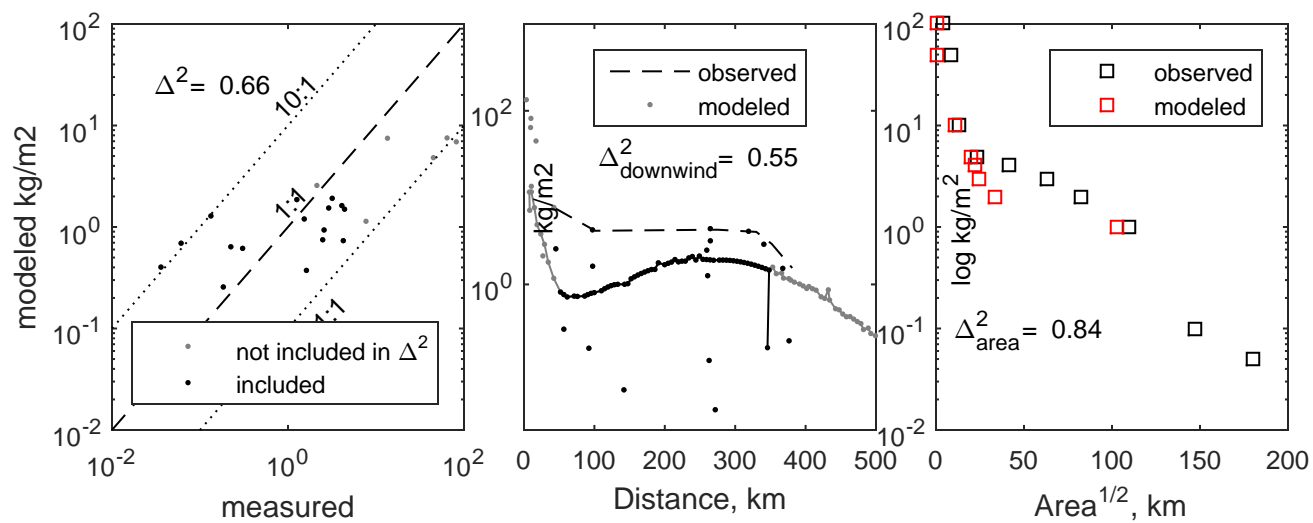 modeled kg/m2
10^2
10^1
10^0
10^-1
10^-2
10^-2
10^0
10^2
measured
Δ^2= 0.66
10:1
1:1
1:1
not included in Δ^2
included
10^2
10^0
kg/m2
observed
modeled
Δ^2_downwind= 0.55
0
100
200
300
400
500
Distance, km
10^2
10^1
10^0
10^-1
10^-2
log kg/m^2
observed
modeled
Δ^2_area= 0.84
0
50
100
150
200
Area^1/2, km